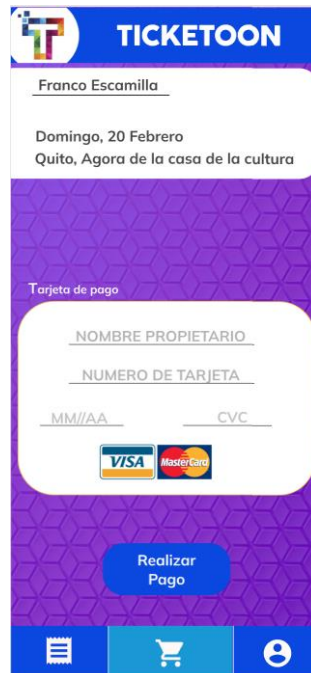 T
TICKETOON
Franco Escamilla
Domingo, 20 Febrero
Quito, Agora de la casa de la cultura
Tarjeta de pago
NOMBRE PROPIETARIO
NUMERO DE TARJETA
MM//AA
CVC
VISA
MasterCard
Realizar
Pago